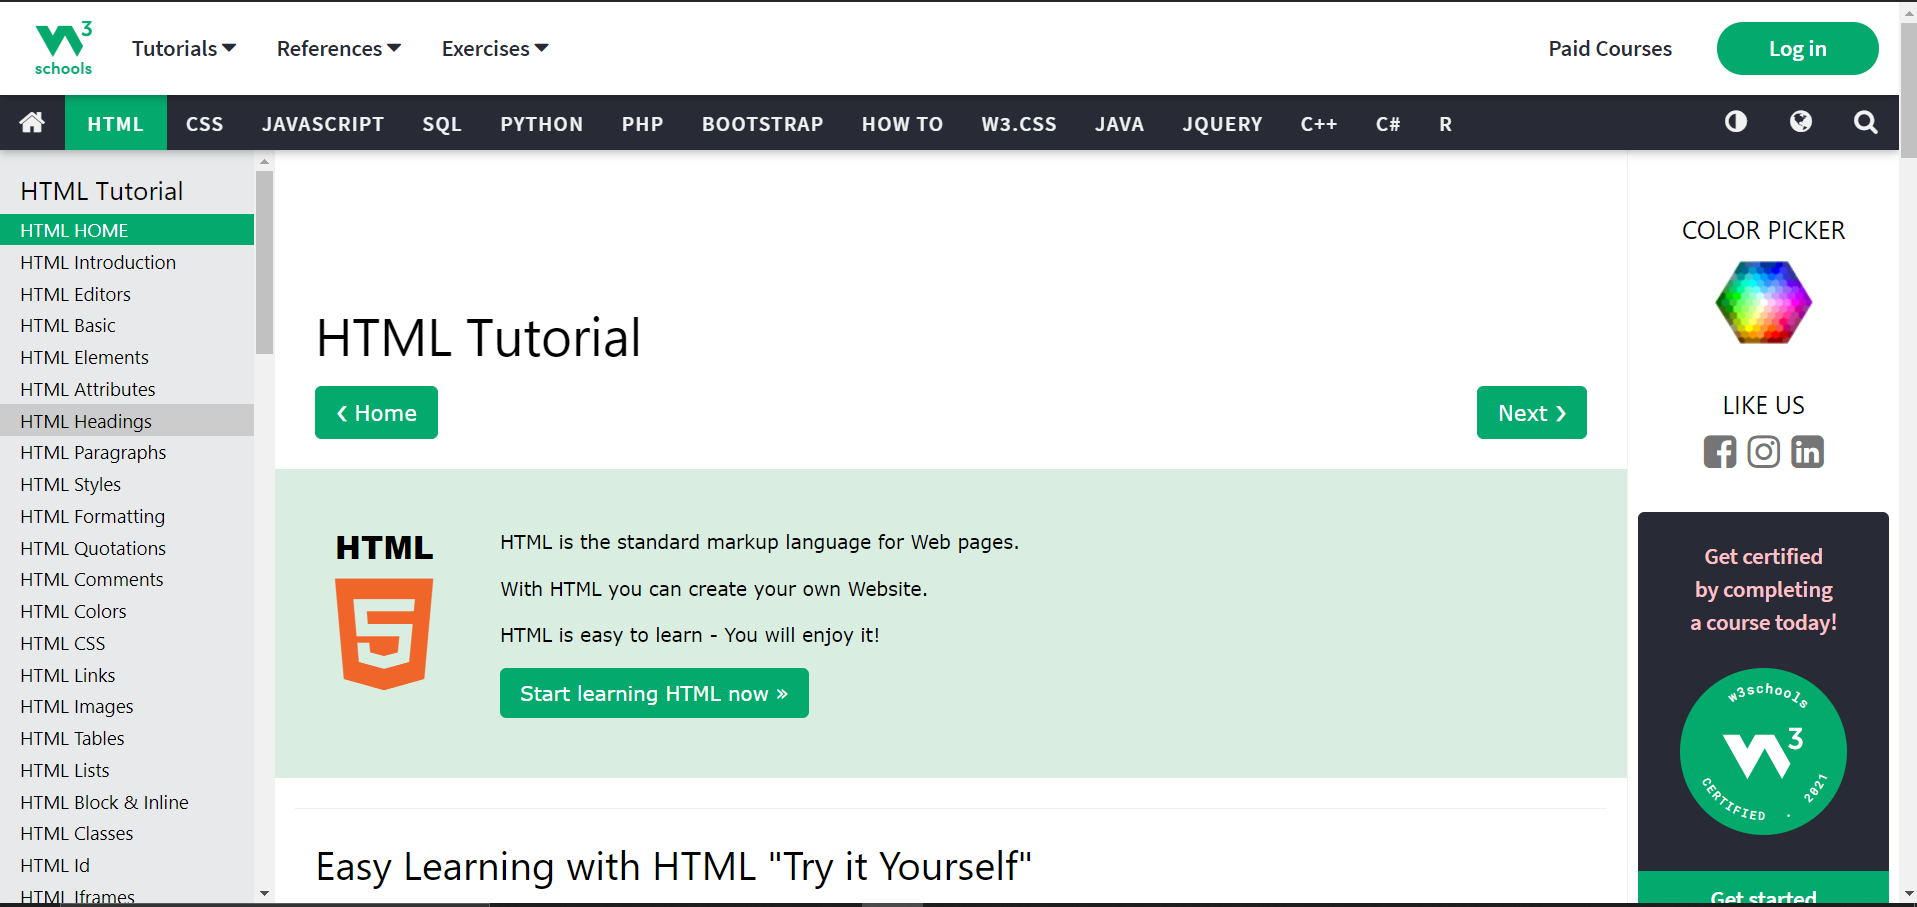 W3 schools
Tutorials References Exercises Paid Courses Log in
HTML CSS JAVASCRIPT SQL PYTHON PHP BOOTSTRAP HOW TO W3.CSS JAVA JQUERY C++ C# R
HTML Tutorial
HTML HOME
HTML Introduction
HTML Editors
HTML Basic
HTML Elements
HTML Attributes
HTML Headings
HTML Paragraphs
HTML Styles
HTML Formatting
HTML Quotations
HTML Comments
HTML Colors
HTML CSS
HTML Links
HTML Images
HTML Tables
HTML Lists
HTML Block & Inline
HTML Classes
HTML Id
HTML Iframes
HTML Tutorial
❮ Home
Next ❯
HTML
5
HTML is the standard markup language for Web pages.
With HTML you can create your own Website.
HTML is easy to learn - You will enjoy it!
Start learning HTML now »
Easy Learning with HTML "Try it Yourself"
COLOR PICKER
LIKE US
Get certified
by completing
a course today!
w3schools
W3
CERTIFIED . 2021
Get started